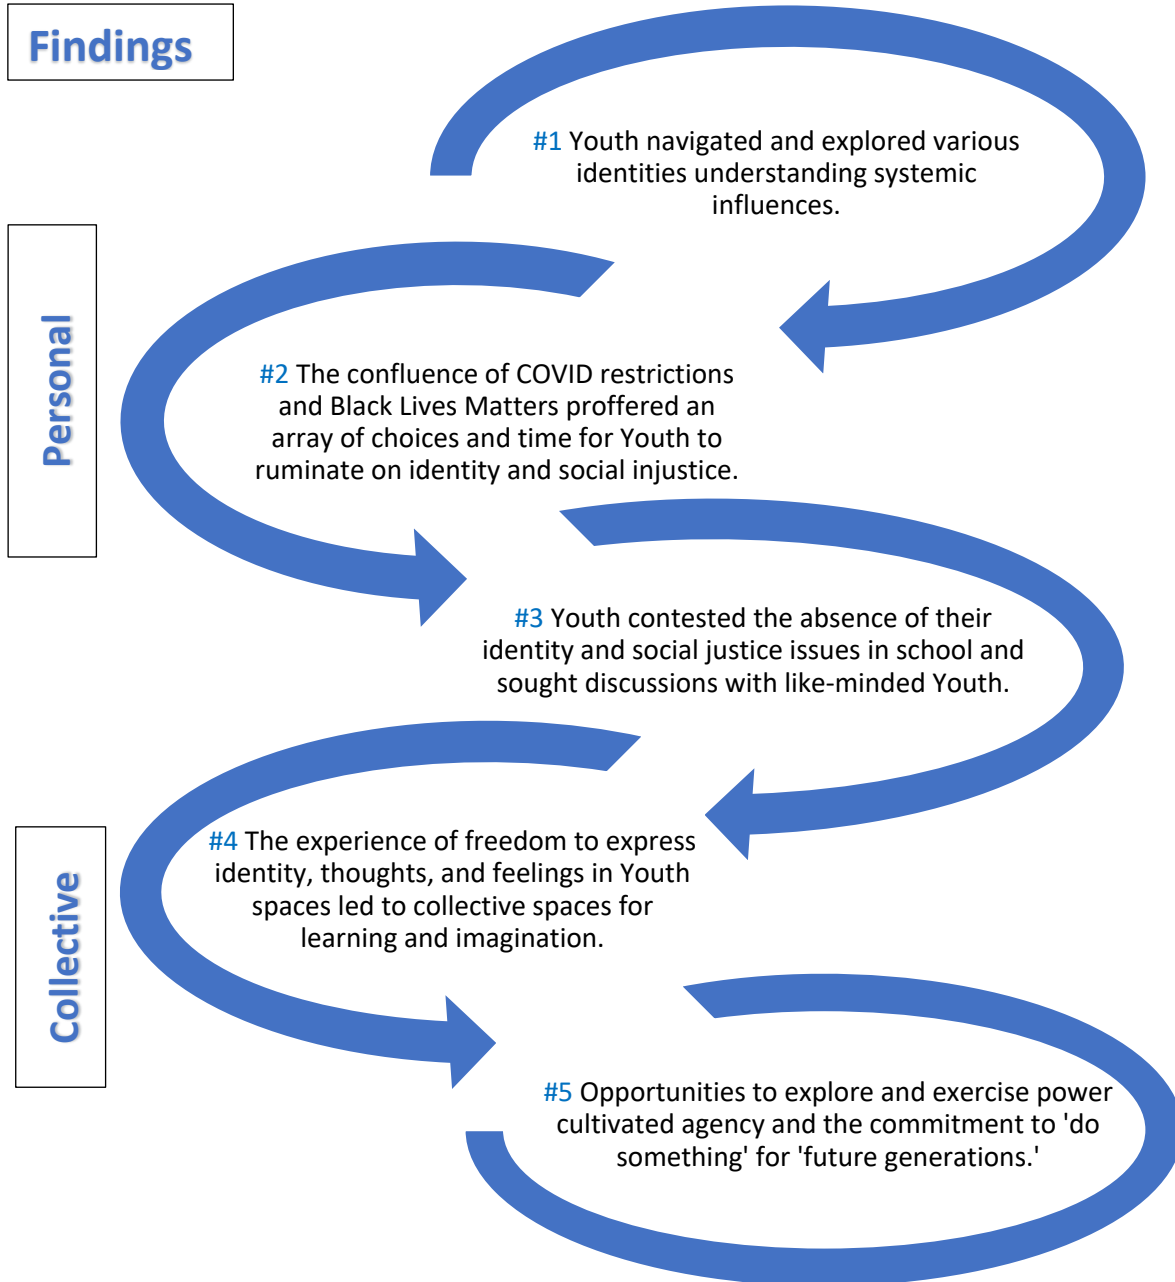 Findings
#1 Youth navigated and explored various
identities understanding systemic
influences.
Personal
#2 The confluence of COVID restrictions
and Black Lives Matters proffered an
array of choices and time for Youth to
ruminate on identity and social injustice.
#3 Youth contested the absence of their
identity and social justice issues in school and
sought discussions with like-minded Youth.
Collective
#4 The experience of freedom to express
identity, thoughts, and feelings in Youth
spaces led to collective spaces for
learning and imagination.
#5 Opportunities to explore and exercise power
cultivated agency and the commitment to 'do
something' for 'future generations.'